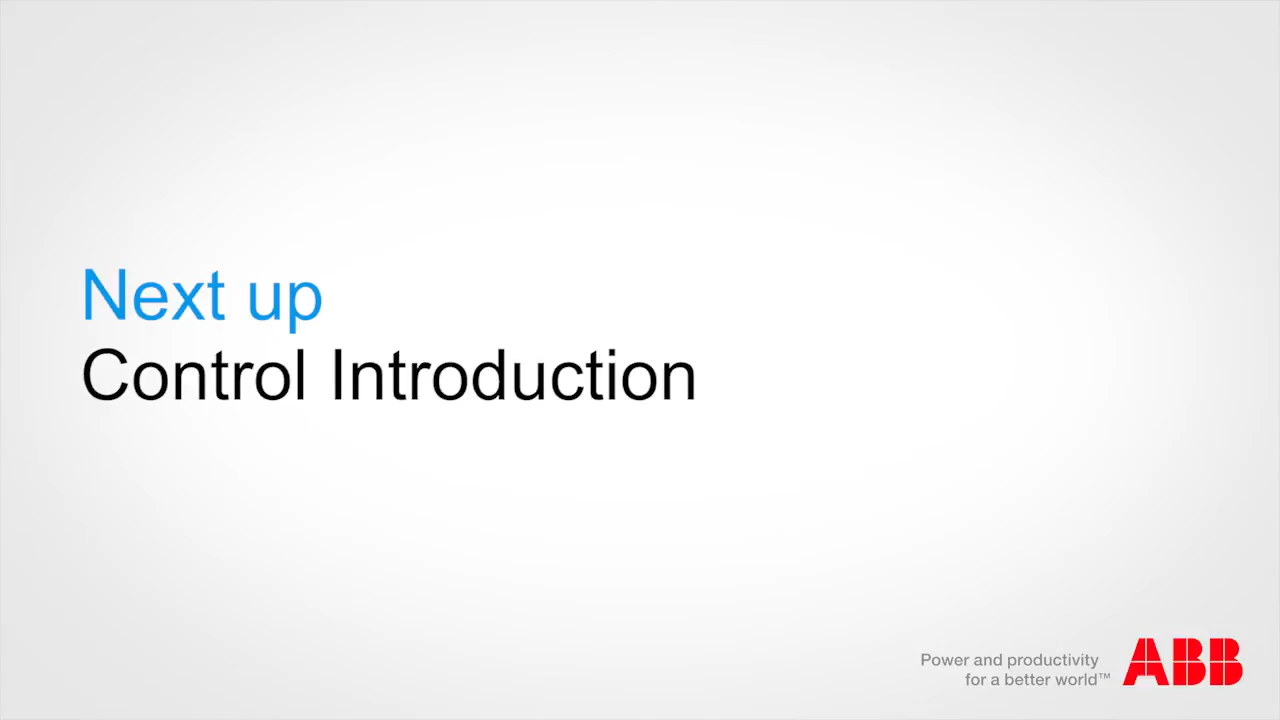 Next up
Control Introduction
Power and productivity
for a better world™
ABB